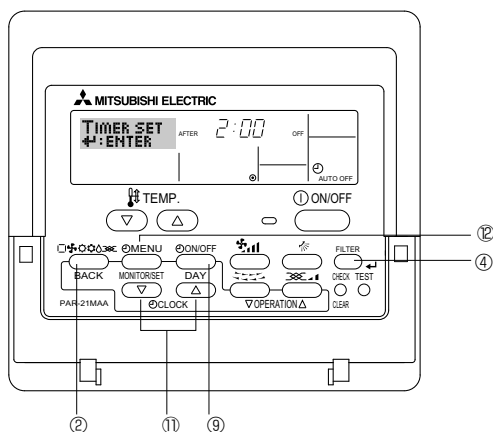 MITSUBISHI ELECTRIC
TIMER SET AFTER 2:00 OFF
↵:ENTER
AUTO OFF
TEMP. ON/OFF
MENU ON/OFF FILTER ⑫
BACK MONITOR/SET DAY ↵ CHECK TEST ④
PAR-21MAA CLOCK ▽OPERATION△ CLEAR
② ⑪ ⑨